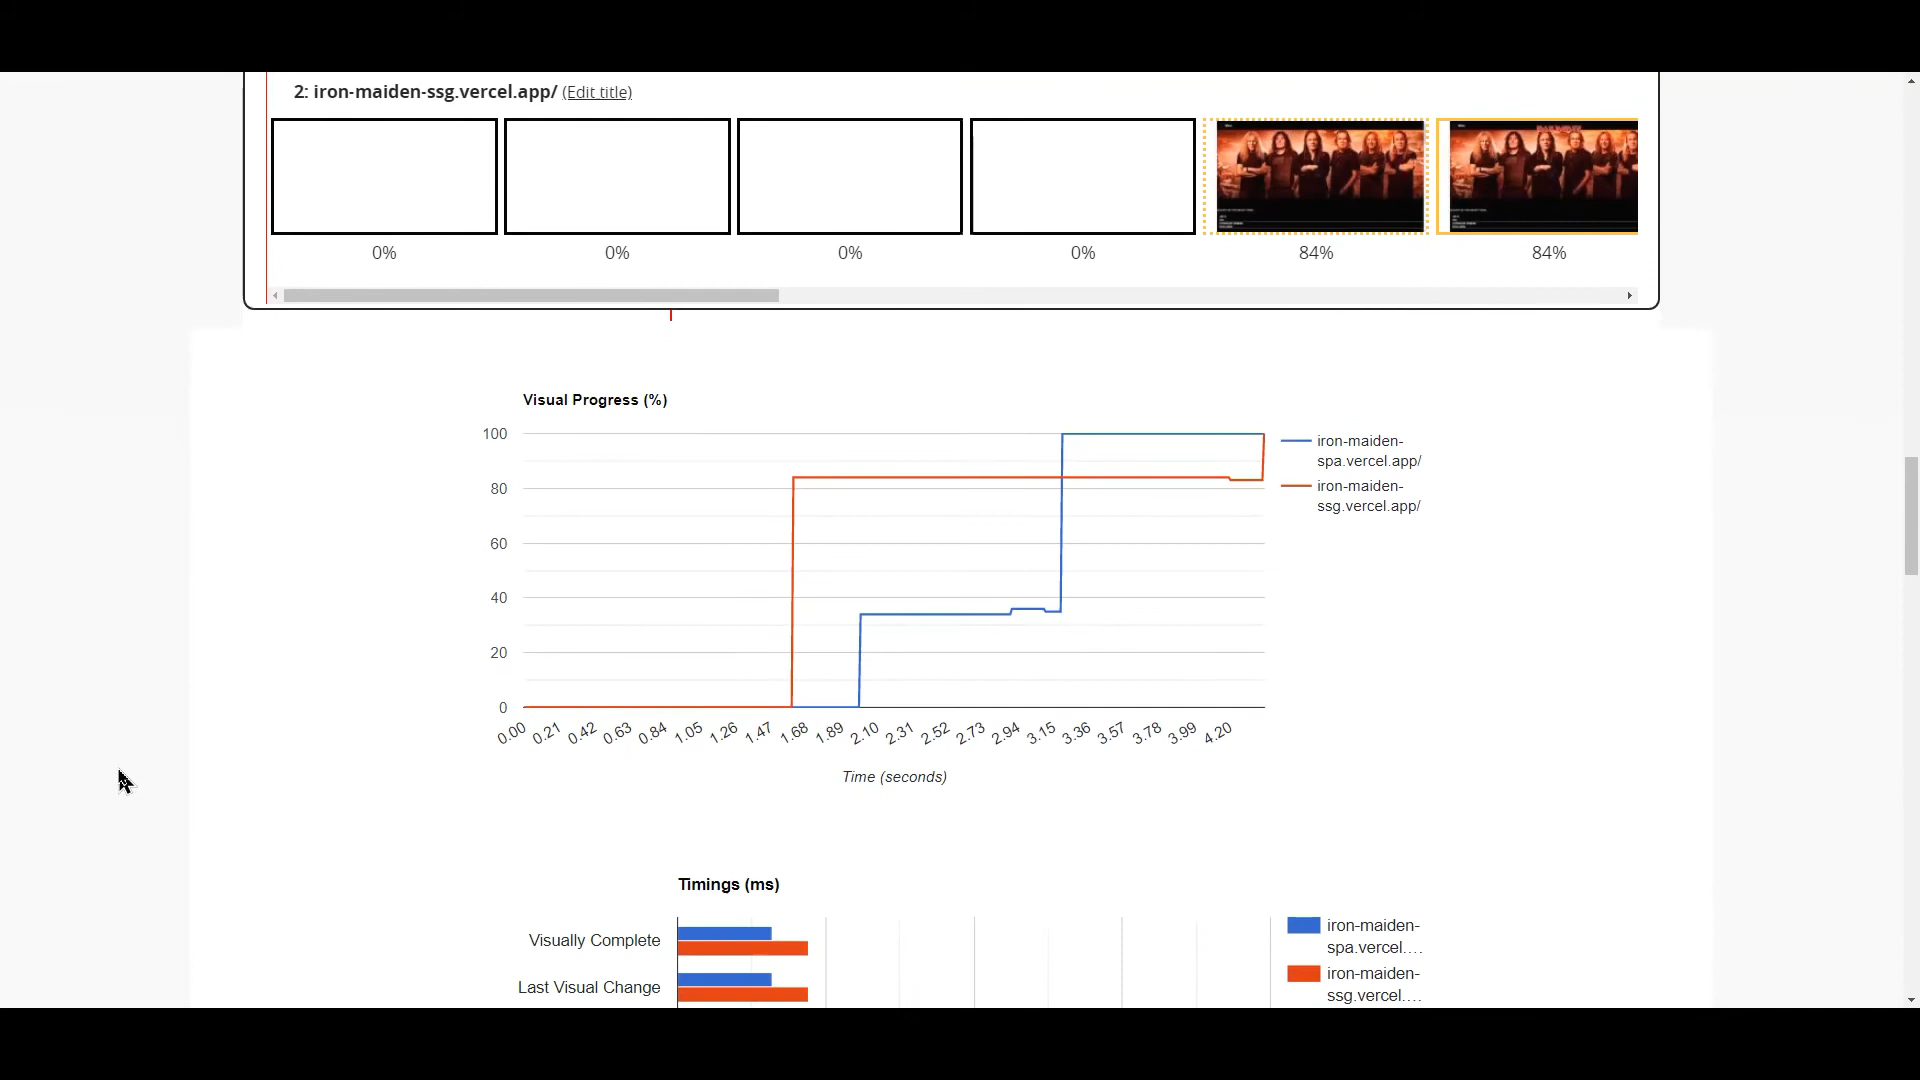 2: iron-maiden-ssg.vercel.app/ (Edit title)
0% 0% 0% 0% 84% 84%
Visual Progress (%)
100
80
60
40
20
0
0.00 0.21 0.42 0.63 0.84 1.05 1.26 1.47 1.68 1.89 2.10 2.31 2.52 2.73 2.94 3.15 3.36 3.57 3.78 3.99 4.20
Time (seconds)
iron-maiden-
spa.vercel.app/
iron-maiden-
ssg.vercel.app/
Timings (ms)
Visually Complete
Last Visual Change
iron-maiden-
spa.vercel....
iron-maiden-
ssg.vercel....